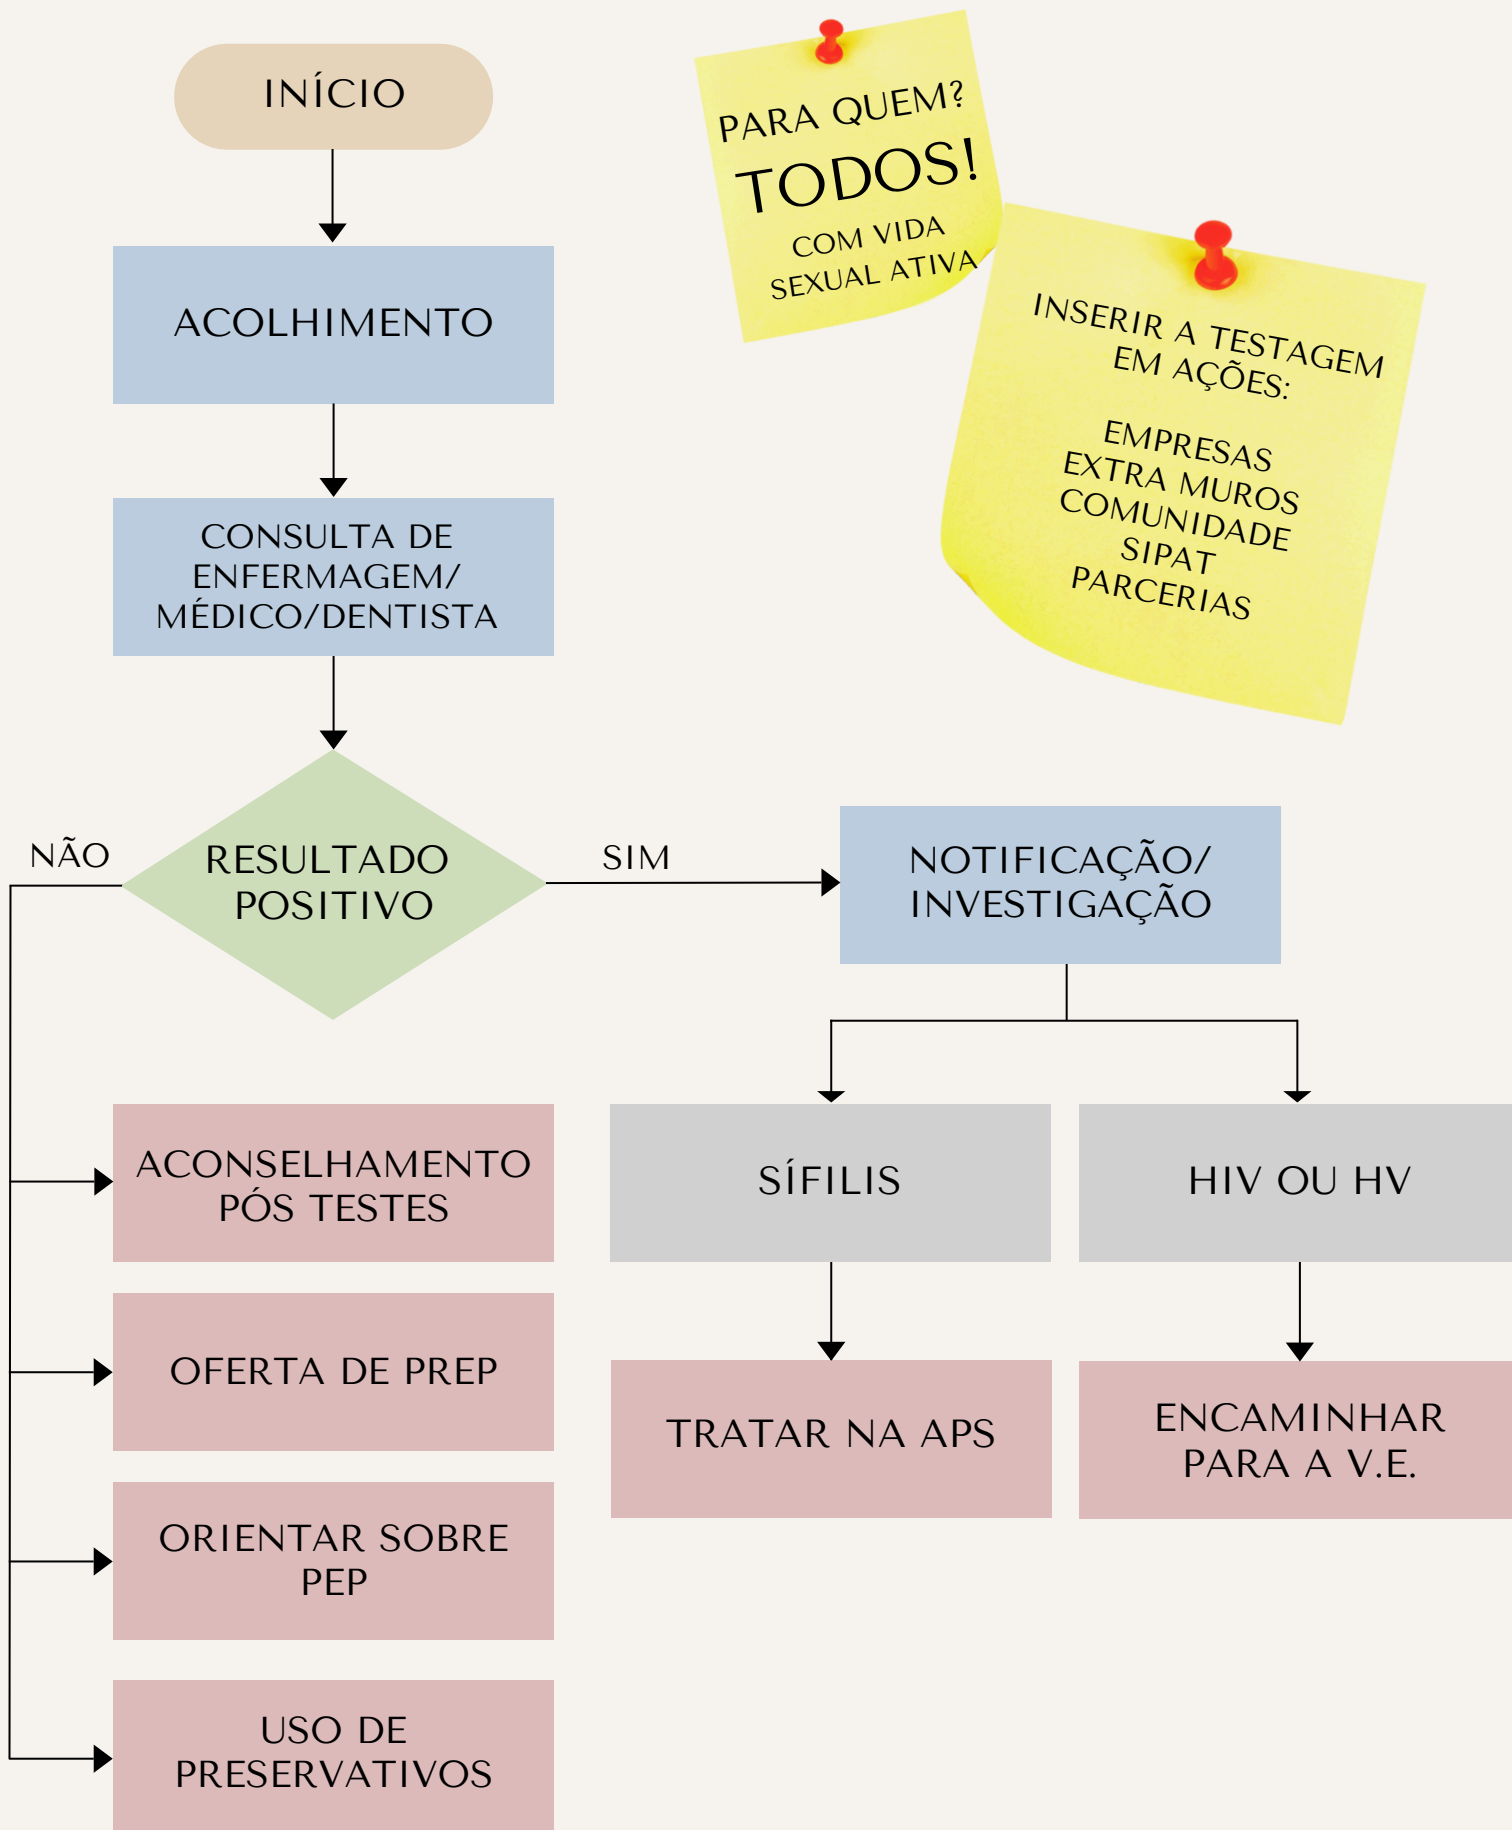 INÍCIO
PARA QUEM?
TODOS!
COM VIDA
SEXUAL ATIVA
INSERIR A TESTAGEM
EM AÇÕES:
EMPRESAS
EXTRA MUROS
COMUNIDADE
SIPAT
PARCERIAS
ACOLHIMENTO
CONSULTA DE
ENFERMAGEM/
MÉDICO/DENTISTA
NÃO
RESULTADO
POSITIVO
SIM
NOTIFICAÇÃO/
INVESTIGAÇÃO
ACONSELHAMENTO
PÓS TESTES
SÍFILIS
HIV OU HV
OFERTA DE PREP
TRATAR NA APS
ENCAMINHAR
PARA A V.E.
ORIENTAR SOBRE
PEP
USO DE
PRESERVATIVOS